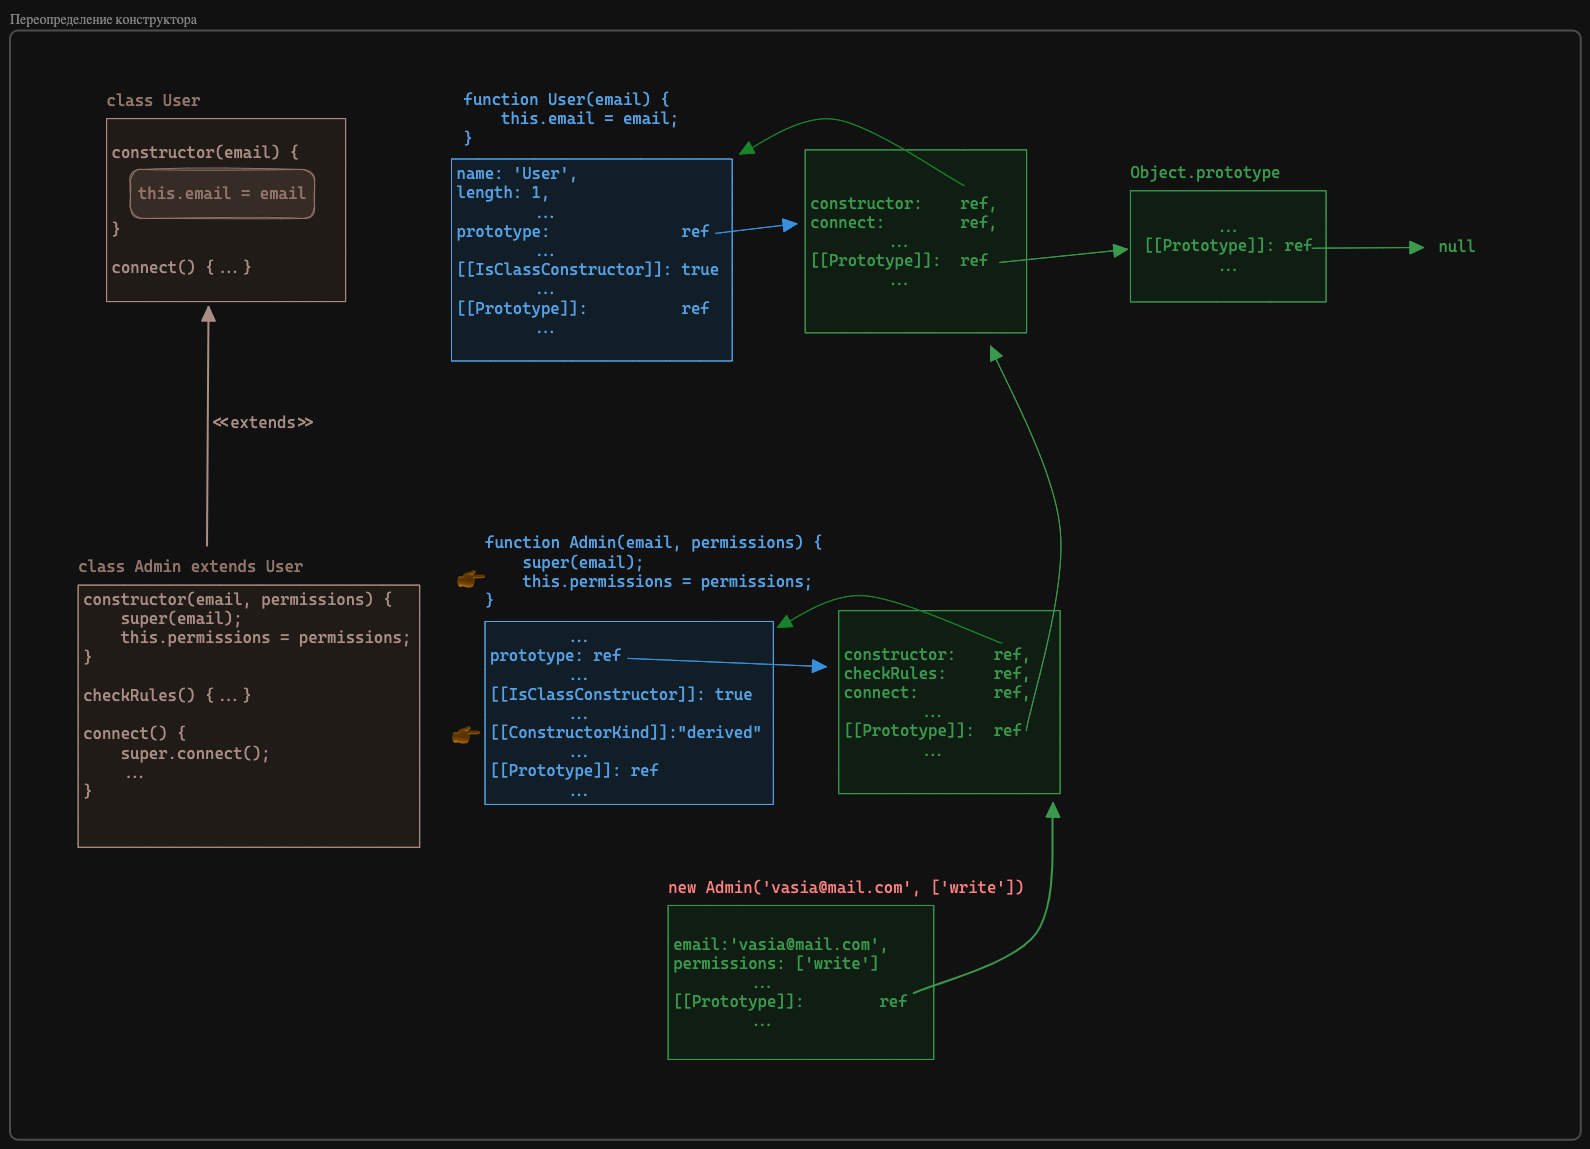 Переопределение конструктора
class User
constructor(email) {
this.email = email
}
connect() {...}
<<extends>>
class Admin extends User
constructor(email, permissions) {
super(email);
this.permissions = permissions;
}
checkRules() {...}
connect() {
super.connect();
...
}
function User(email) {
this.email = email;
}
name: 'User',
length: 1,
...
prototype: ref
...
[[IsClassConstructor]]: true
...
[[Prototype]]: ref
...
constructor: ref,
connect: ref,
...
[[Prototype]]: ref
...
Object.prototype
...
[[Prototype]]: ref
...
null
function Admin(email, permissions) {
super(email);
this.permissions = permissions;
}
...
prototype: ref
...
[[IsClassConstructor]]: true
...
[[ConstructorKind]]:"derived"
...
[[Prototype]]: ref
...
constructor: ref,
checkRules: ref,
connect: ref,
...
[[Prototype]]: ref
...
new Admin('vasia@mail.com', ['write'])
email:'vasia@mail.com',
permissions: ['write']
...
[[Prototype]]: ref
...